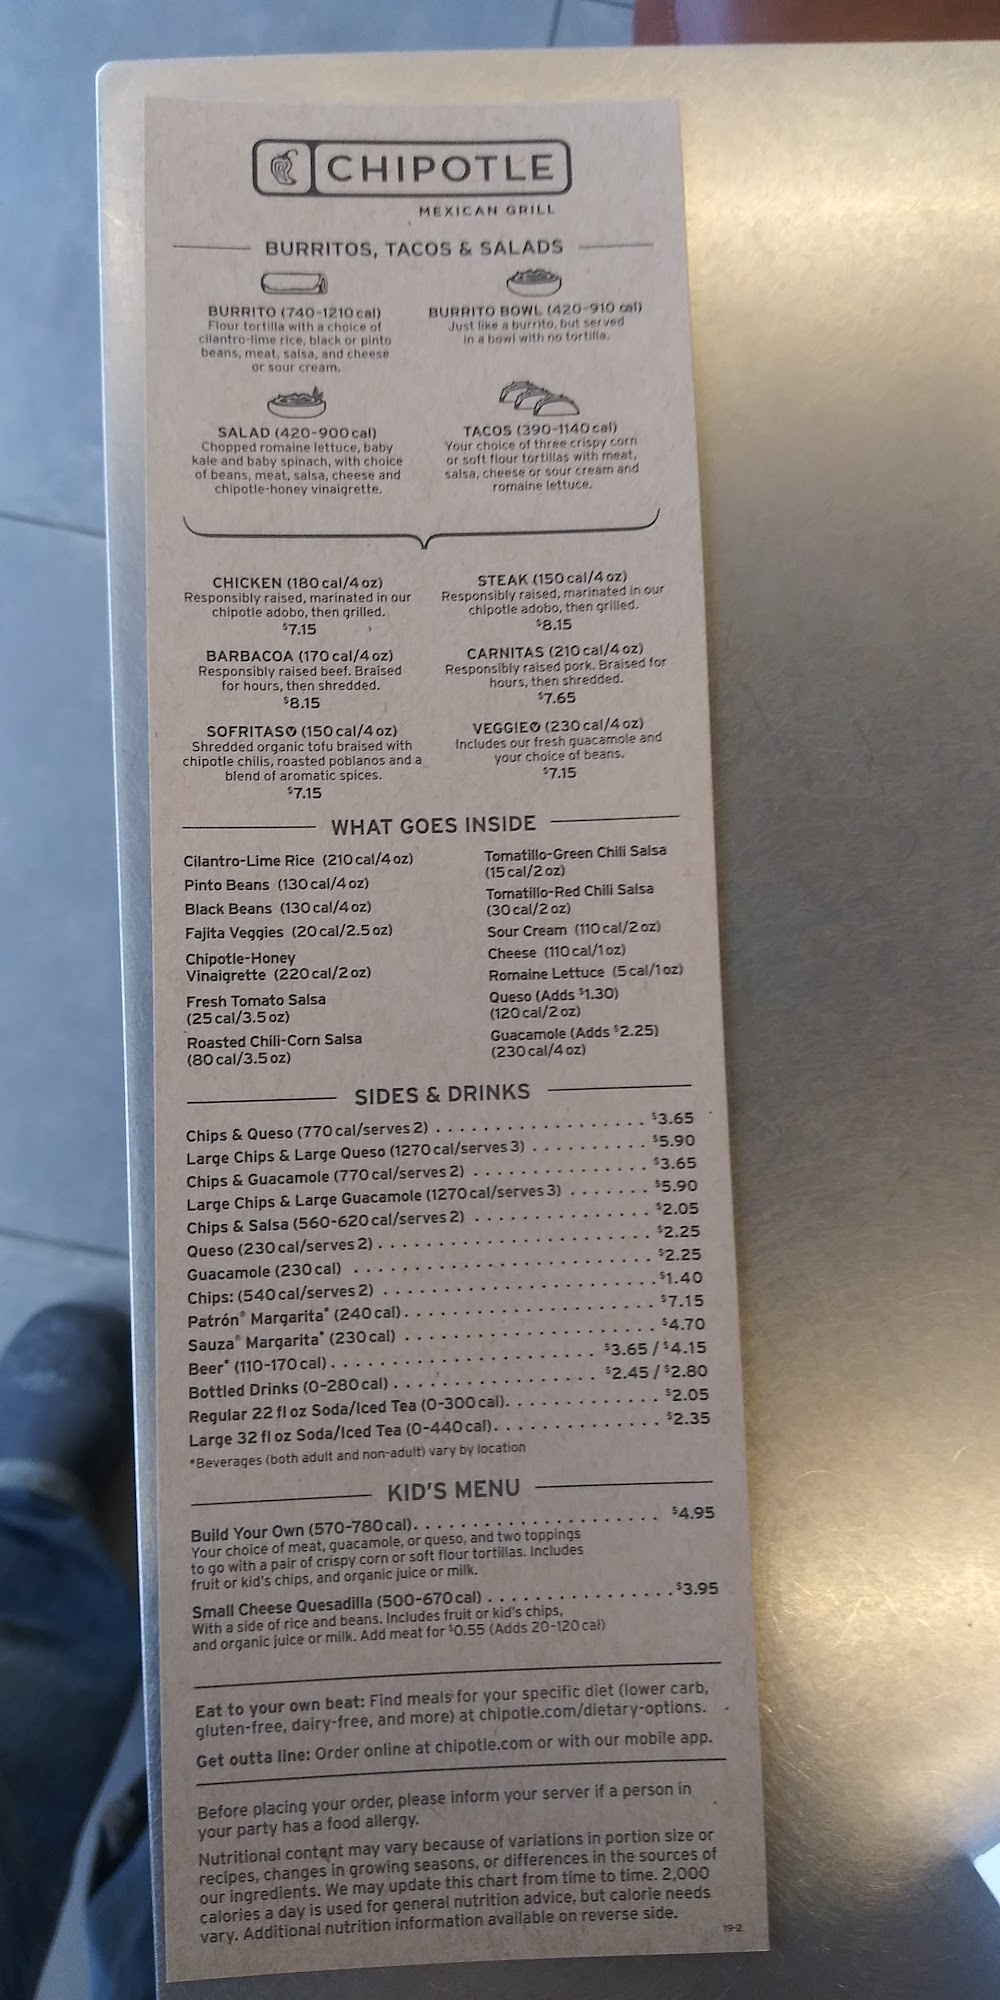 CHIPOTLE
MEXICAN GRILL
BURRITOS, TACOS & SALADS
BURRITO (740-1210 cal)
Flour tortilla with a choice of
cilantro-lime rice, black or pinto
beans, meat, salsa, and cheese
or sour cream.
BURRITO BOWL (420-910 cal)
Just like a burrito, but served
in a bowl with no tortilla.
SALAD (420-900 cal)
Chopped romaine lettuce, baby
kale and baby spinach, with choice
of beans, meat, salsa, cheese and
chipotle-honey vinaigrette.
TACOS (390-1140 cal)
Your choice of three crispy corn
or soft flour tortillas with meat,
salsa, cheese or sour cream and
romaine lettuce.
CHICKEN (180 cal/4 oz)
Responsibly raised, marinated in our
chipotle adobo, then grilled.
$7.15
STEAK (150 cal/4 oz)
Responsibly raised, marinated in our
chipotle adobo, then grilled.
$8.15
BARBACOA (170 cal/4 oz)
Responsibly raised beef. Braised
for hours, then shredded.
$8.15
CARNITAS (210 cal/4 oz)
Responsibly raised pork. Braised for
hours, then shredded.
$7.65
SOFRITAS (150 cal/4 oz)
Shredded organic tofu braised with
chipotle chilis, roasted poblanos and a
blend of aromatic spices.
$7.15
VEGGIE (230 cal/4 oz)
Includes our fresh guacamole and
your choice of beans.
$7.15
WHAT GOES INSIDE
Cilantro-Lime Rice (210 cal/4 oz)
Pinto Beans (130 cal/4 oz)
Black Beans (130 cal/4 oz)
Fajita Veggies (20 cal/2.5 oz)
Chipotle-Honey
Vinaigrette (220 cal/2 oz)
Fresh Tomato Salsa
(25 cal/3.5 oz)
Roasted Chili-Corn Salsa
(80 cal/3.5 oz)
Tomatillo-Green Chili Salsa
(15 cal/2 oz)
Tomatillo-Red Chili Salsa
(30 cal/2 oz)
Sour Cream (110 cal/2 oz)
Cheese (110 cal/1 oz)
Romaine Lettuce (5 cal/1 oz)
Queso (Adds $1.30)
(120 cal/2 oz)
Guacamole (Adds $2.25)
(230 cal/4 oz)
SIDES & DRINKS
Chips & Queso (770 cal/serves 2) . . . . . . . . . . . . . . . . . . $3.65
Large Chips & Large Queso (1270 cal/serves 3) . . . . . . . . . . $5.90
Chips & Guacamole (770 cal/serves 2) . . . . . . . . . . . . . . . $3.65
Large Chips & Large Guacamole (1270 cal/serves 3) . . . . . . . $5.90
Chips & Salsa (560-620 cal/serves 2) . . . . . . . . . . . . . . . $2.05
Queso (230 cal/serves 2) . . . . . . . . . . . . . . . . . . . . . . . $2.25
Guacamole (230 cal) . . . . . . . . . . . . . . . . . . . . . . . . . $2.25
Chips: (540 cal/serves 2) . . . . . . . . . . . . . . . . . . . . . . . $1.40
Patrón® Margarita* (240 cal) . . . . . . . . . . . . . . . . . . . . . $7.15
Sauza® Margarita* (230 cal) . . . . . . . . . . . . . . . . . . . . . $4.70
Beer* (110-170 cal) . . . . . . . . . . . . . . . . . . . . . . $3.65 / $4.15
Bottled Drinks (0-280 cal) . . . . . . . . . . . . . . . . . $2.45 / $2.80
Regular 22 fl oz Soda/Iced Tea (0-300 cal). . . . . . . . . . . . . $2.05
Large 32 fl oz Soda/Iced Tea (0-440 cal). . . . . . . . . . . . . . $2.35
*Beverages (both adult and non-adult) vary by location
KID'S MENU
Build Your Own (570-780 cal). . . . . . . . . . . . . . . . . . . . . $4.95
Your choice of meat, guacamole, or queso, and two toppings
to go with a pair of crispy corn or soft flour tortillas. Includes
fruit or kid's chips, and organic juice or milk.
Small Cheese Quesadilla (500-670 cal) . . . . . . . . . . . . . . . $3.95
With a side of rice and beans. Includes fruit or kid's chips,
and organic juice or milk. Add meat for $0.55 (Adds 20-120 cal)
Eat to your own beat: Find meals for your specific diet (lower carb,
gluten-free, dairy-free, and more) at chipotle.com/dietary-options.
Get outta line: Order online at chipotle.com or with our mobile app.
Before placing your order, please inform your server if a person in
your party has a food allergy.
Nutritional content may vary because of variations in portion size or
recipes, changes in growing seasons, or differences in the sources of
our ingredients. We may update this chart from time to time. 2,000
calories a day is used for general nutrition advice, but calorie needs
vary. Additional nutrition information available on reverse side.
19-2